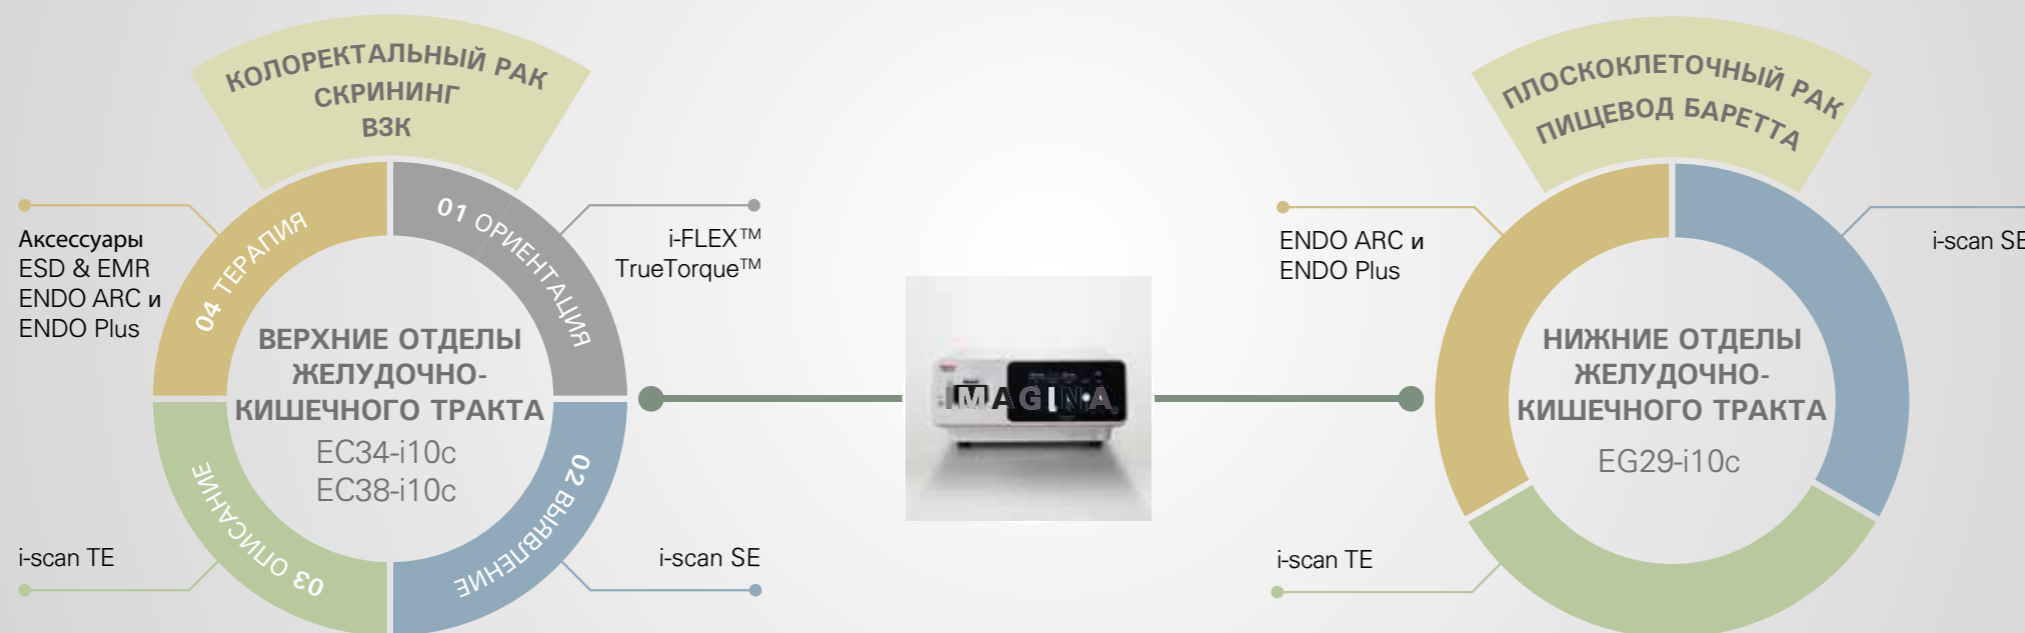 КОЛОРЕКТАЛЬНЫЙ РАК
СКРИНИНГ
ВЗК
Аксессуары
ESD & EMR
ENDO ARC и
ENDO Plus
04 ТЕРАПИЯ
01 ОРИЕНТАЦИЯ
i-FLEX™
TrueTorque™
ВЕРХНИЕ ОТДЕЛЫ
ЖЕЛУДОЧНО-
КИШЕЧНОГО ТРАКТА
EC34-i10c
EC38-i10c
03 ОПИСАНИЕ
02 ВЫЯВЛЕНИЕ
i-scan TE
i-scan SE
IMAGINA
ПЛОСКОКЛЕТОЧНЫЙ РАК
ПИЩЕВОД БАРЕТТА
ENDO ARC и
ENDO Plus
i-scan SE
НИЖНИЕ ОТДЕЛЫ
ЖЕЛУДОЧНО-
КИШЕЧНОГО ТРАКТА
EG29-i10c
i-scan TE